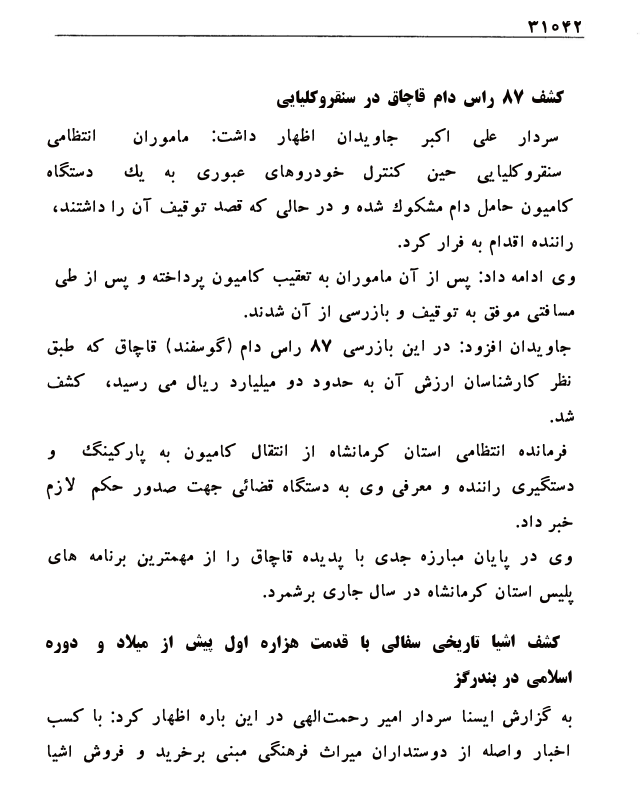 ۳۱۰۴۲
کشف ۸۷ راس دام قاچاق در سنقروکلیایی
سردار علی اکبر جاویدان اظهار داشت: ماموران انتظامی
سنقروکلیایی حین کنترل خودروهای عبوری به یك دستگاه
کامیون حامل دام مشکوك شده و در حالی که قصد توقیف آن را داشتند،
راننده اقدام به فرار کرد.
وی ادامه داد: پس از آن ماموران به تعقیب کامیون پرداخته و پس از طی
مسافتی موفق به توقیف و بازرسی از آن شدند.
جاویدان افزود: در این بازرسی ۸۷ راس دام (گوسفند) قاچاق که طبق
نظر کارشناسان ارزش آن به حدود دو میلیارد ریال می رسید، کشف
شد.
فرمانده انتظامی استان کرمانشاه از انتقال کامیون به پارکینگ و
دستگیری راننده و معرفی وی به دستگاه قضائی جهت صدور حکم لازم
خبر داد.
وی در پایان مبارزه جدی با پدیده قاچاق را از مهمترین برنامه های
پلیس استان کرمانشاه در سال جاری برشمرد.
کشف اشیا تاریخی سفالی با قدمت هزاره اول پیش از میلاد و دوره
اسلامی در بندرگز
به گزارش ایسنا سردار امیر رحمت‌الهی در این باره اظهار کرد: با کسب
اخبار واصله از دوستداران میراث فرهنگی مبنی برخرید و فروش اشیا